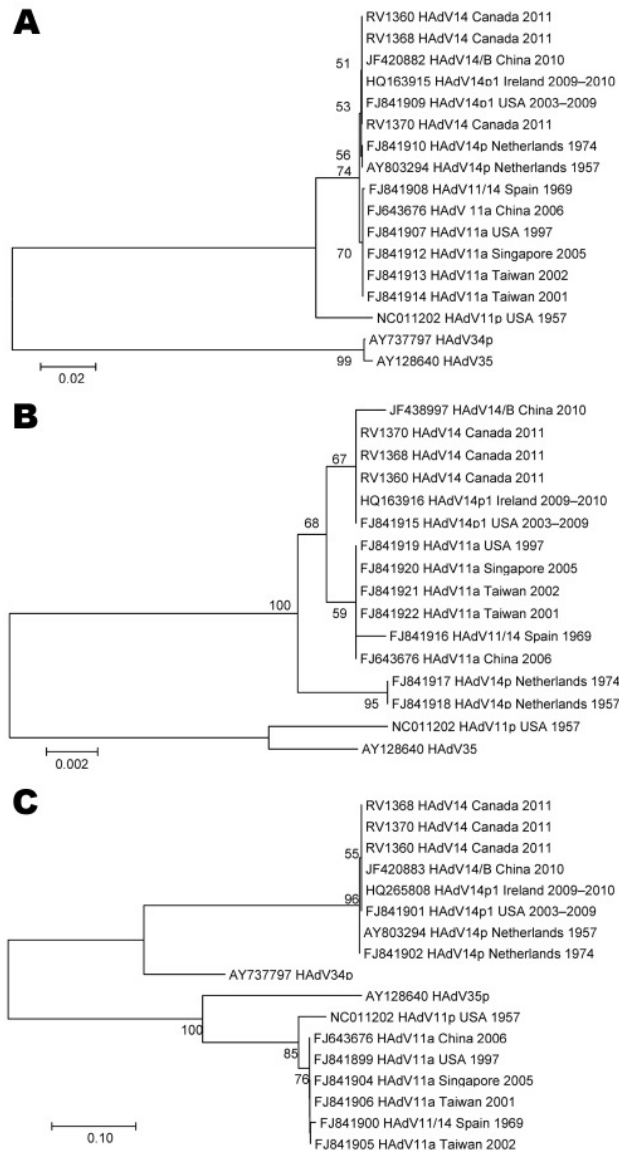 A
RV1360 HAdV14 Canada 2011
RV1368 HAdV14 Canada 2011
JF420882 HAdV14/B China 2010
51
HQ163915 HAdV14p1 Ireland 2009–2010
FJ841909 HAdV14p1 USA 2003–2009
53
RV1370 HAdV14 Canada 2011
FJ841910 HAdV14p Netherlands 1974
56
AY803294 HAdV14p Netherlands 1957
74
FJ841908 HAdV11/14 Spain 1969
FJ643676 HAdV 11a China 2006
FJ841907 HAdV11a USA 1997
FJ841912 HAdV11a Singapore 2005
70
FJ841913 HAdV11a Taiwan 2002
FJ841914 HAdV11a Taiwan 2001
NC011202 HAdV11p USA 1957
AY737797 HAdV34p
99
AY128640 HAdV35
0.02
B
JF438997 HAdV14/B China 2010
RV1370 HAdV14 Canada 2011
67
RV1368 HAdV14 Canada 2011
RV1360 HAdV14 Canada 2011
HQ163916 HAdV14p1 Ireland 2009–2010
68
FJ841915 HAdV14p1 USA 2003–2009
FJ841919 HAdV11a USA 1997
FJ841920 HAdV11a Singapore 2005
FJ841921 HAdV11a Taiwan 2002
100
59
FJ841922 HAdV11a Taiwan 2001
FJ841916 HAdV11/14 Spain 1969
FJ643676 HAdV11a China 2006
FJ841917 HAdV14p Netherlands 1974
95
FJ841918 HAdV14p Netherlands 1957
NC011202 HAdV11p USA 1957
AY128640 HAdV35
0.002
C
RV1368 HAdV14 Canada 2011
RV1370 HAdV14 Canada 2011
RV1360 HAdV14 Canada 2011
55
JF420883 HAdV14/B China 2010
HQ265808 HAdV14p1 Ireland 2009–2010
96
FJ841901 HAdV14p1 USA 2003–2009
AY803294 HAdV14p Netherlands 1957
FJ841902 HAdV14p Netherlands 1974
AY737797 HAdV34p
AY128640 HAdV35p
NC011202 HAdV11p USA 1957
100
FJ643676 HAdV11a China 2006
85
FJ841899 HAdV11a USA 1997
76
FJ841904 HAdV11a Singapore 2005
FJ841906 HAdV11a Taiwan 2001
FJ841900 HAdV11/14 Spain 1969
FJ841905 HAdV11a Taiwan 2002
0.10